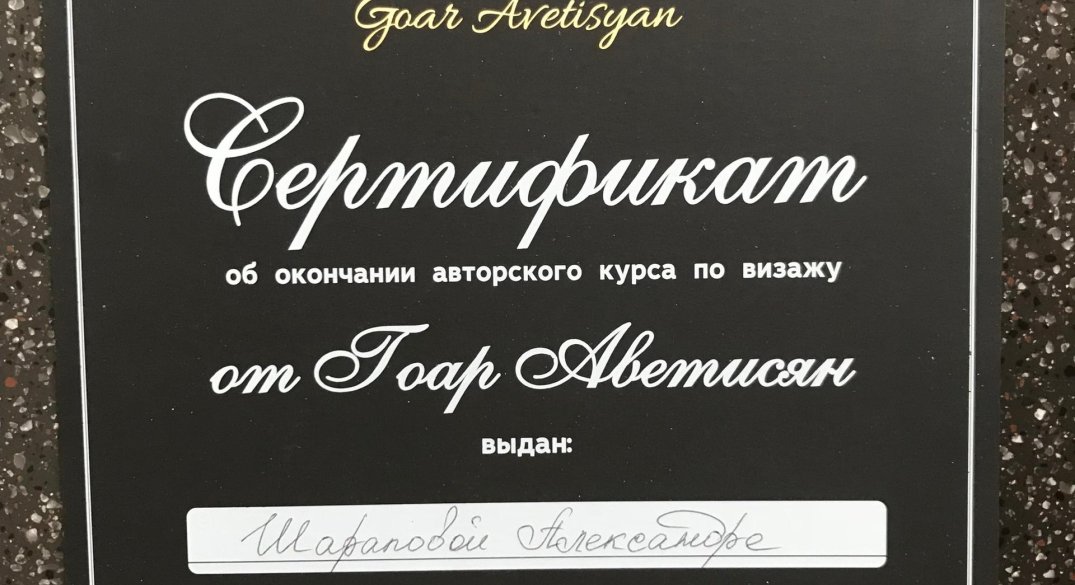 Goar Avetisyan
Сертификат
об окончании авторского курса по визажу
от Гоар Аветисян
выдан:
Шараповой Александре